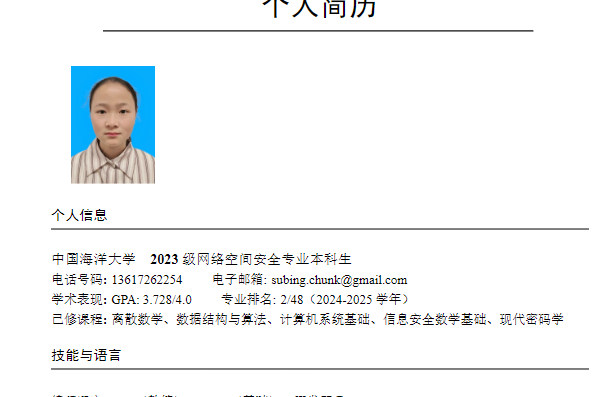 个人简历
个人信息
中国海洋大学 2023 级网络空间安全专业本科生
电话号码: 13617262254 电子邮箱: subing.chunk@gmail.com
学术表现: GPA: 3.728/4.0 专业排名: 2/48（2024-2025 学年）
已修课程: 离散数学、数据结构与算法、计算机系统基础、信息安全数学基础、现代密码学
技能与语言